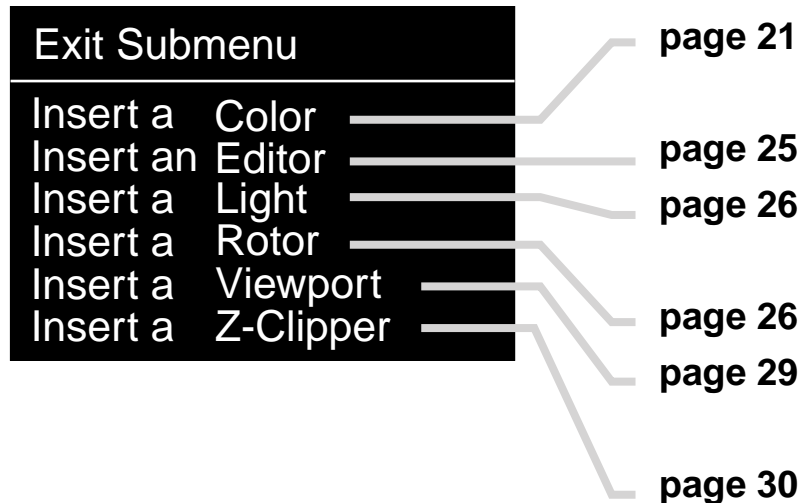 Exit Submenu
page 21
Insert a Color
Insert an Editor
page 25
Insert a Light
page 26
Insert a Rotor
Insert a Viewport
Insert a Z-Clipper
page 26
page 29
page 30